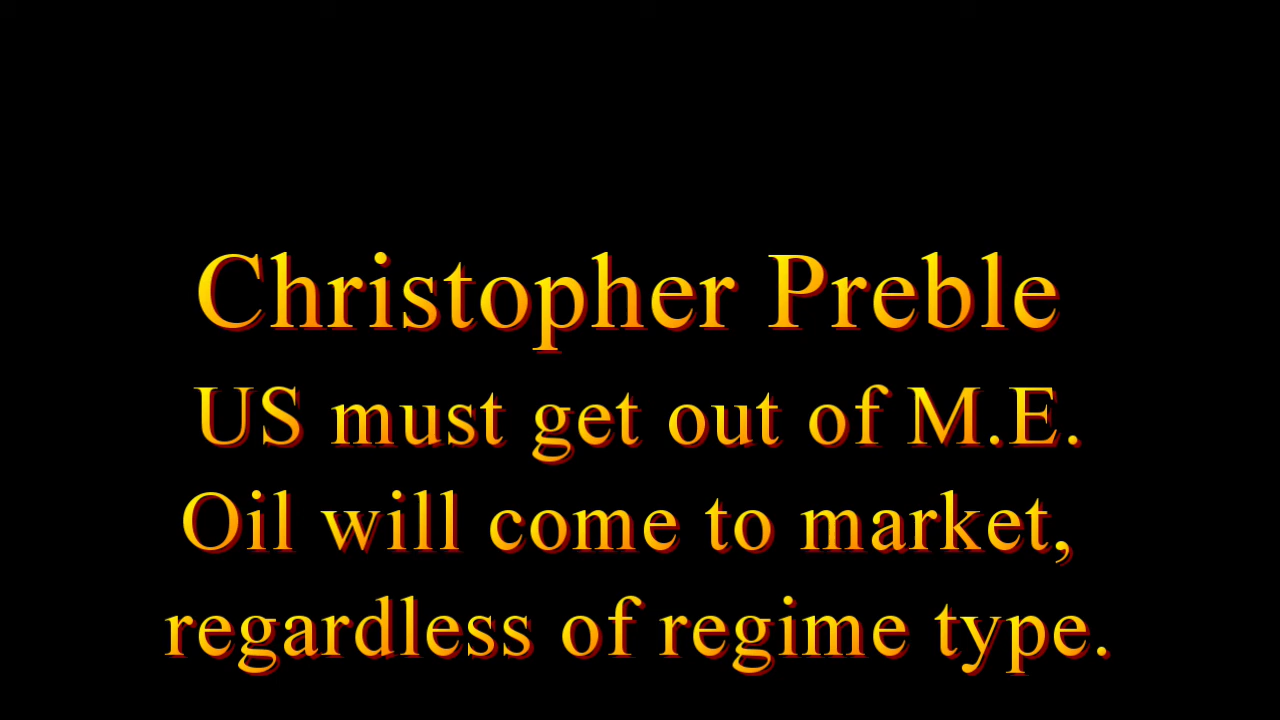 Christopher Preble
US must get out of M.E.
Oil will come to market,
regardless of regime type.